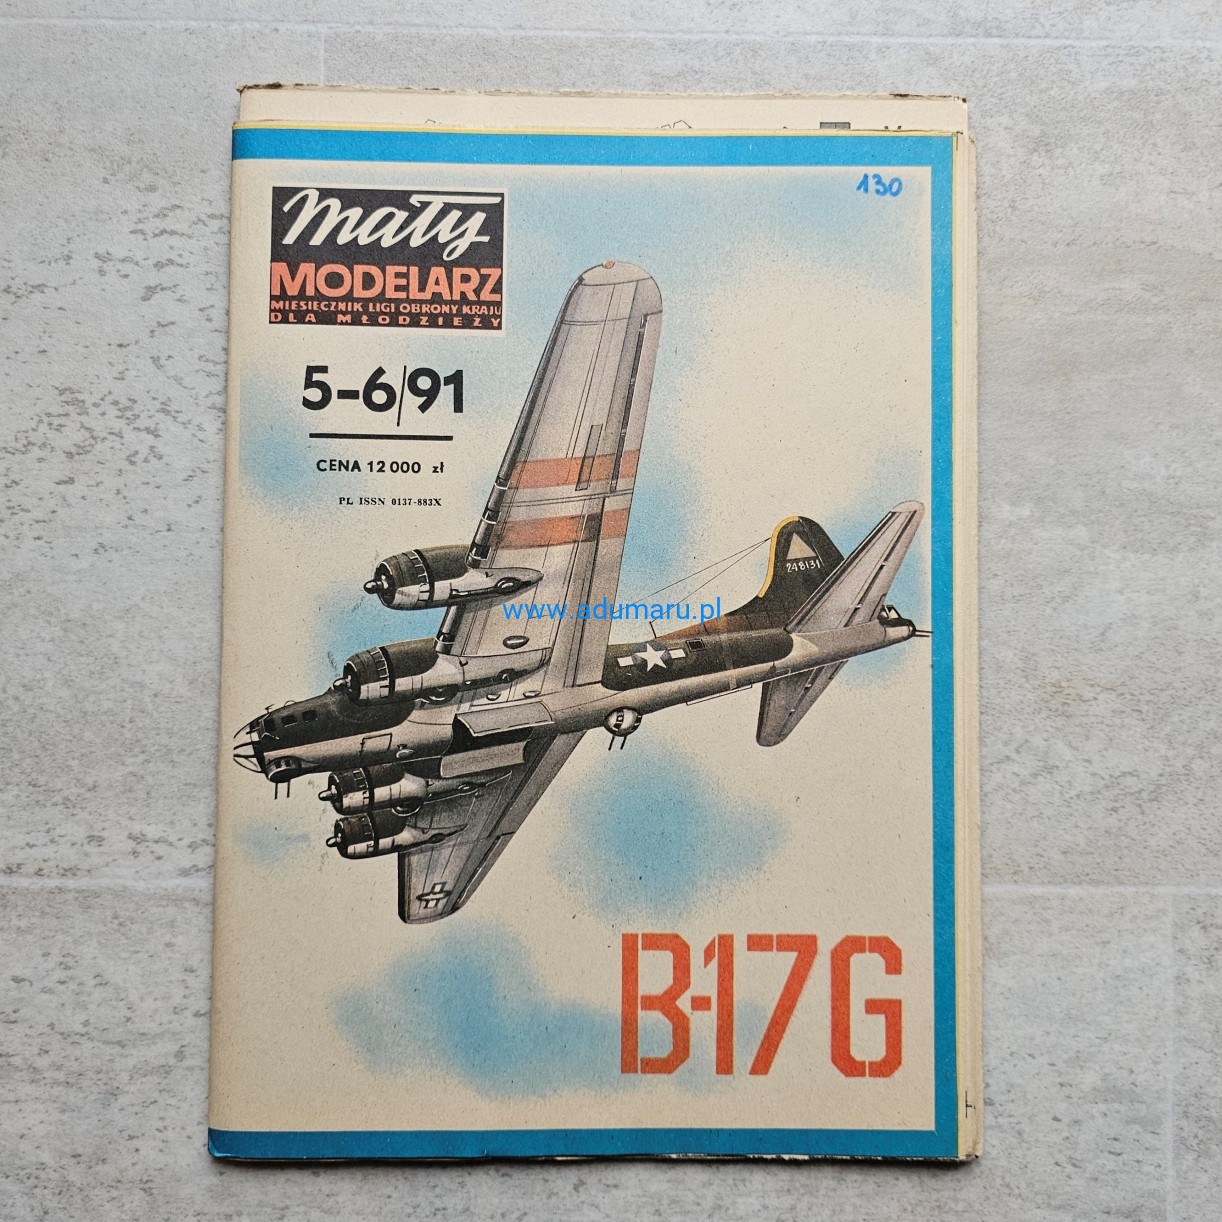 130
Mały
MODELARZ
MIESIĘCZNIK LIGI OBRONY KRAJU
DLA MŁODZIEŻY
5-6/91
CENA 12 000 zł
PL ISSN 0137-883X
248131
www.adumaru.pl
B-17G